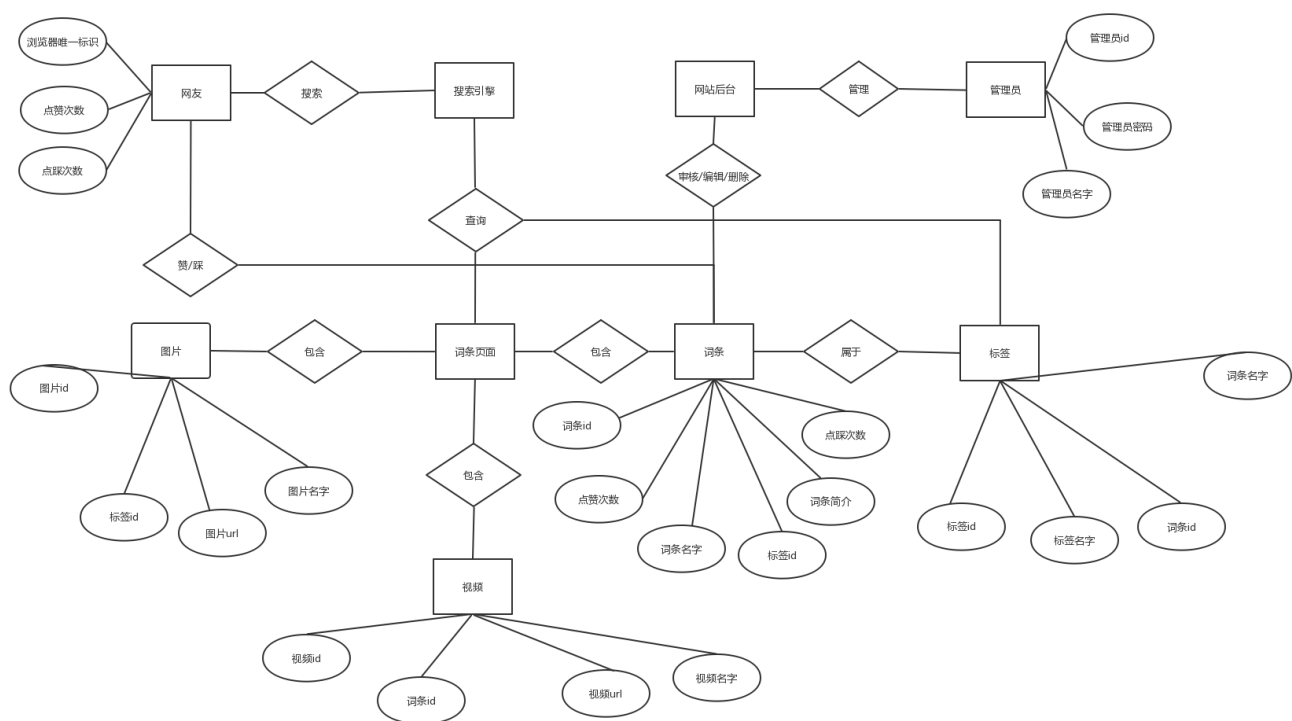 浏览器唯一标识
管理员id
网友
搜索
搜索引擎
网站后台
管理
管理员
点赞次数
管理员密码
点踩次数
审核/编辑/删除
管理员名字
查询
赞/踩
图片
包含
词条页面
包含
词条
属于
标签
词条名字
图片id
词条id
点踩次数
包含
图片名字
点赞次数
词条简介
标签id
图片url
词条名字
标签id
标签id
标签名字
词条id
视频
视频id
词条id
视频url
视频名字